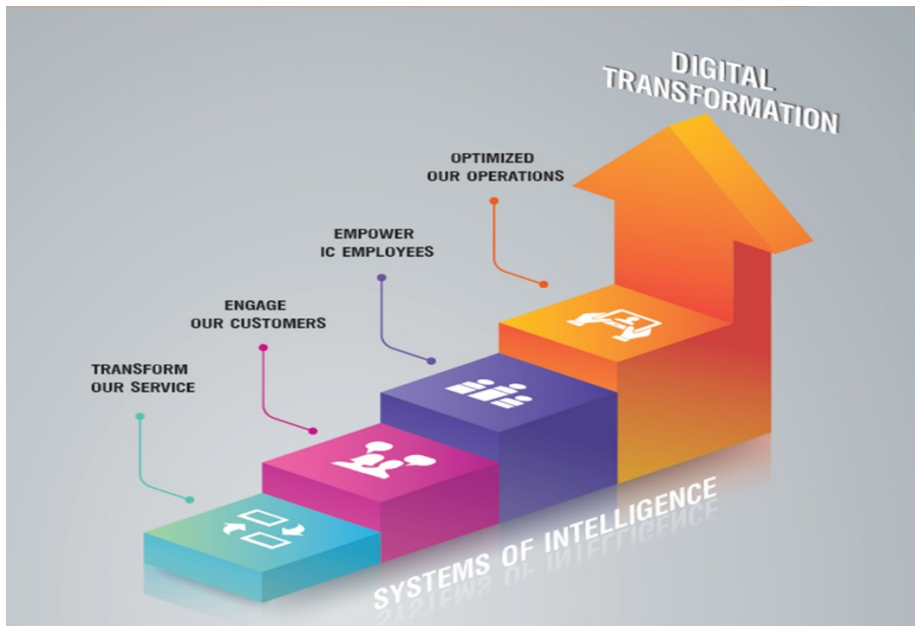 DIGITAL
TRANSFORMATION
OPTIMIZED
OUR OPERATIONS
EMPOWER
IC EMPLOYEES
ENGAGE
OUR CUSTOMERS
TRANSFORM
OUR SERVICE
SYSTEMS OF INTELLIGENCE